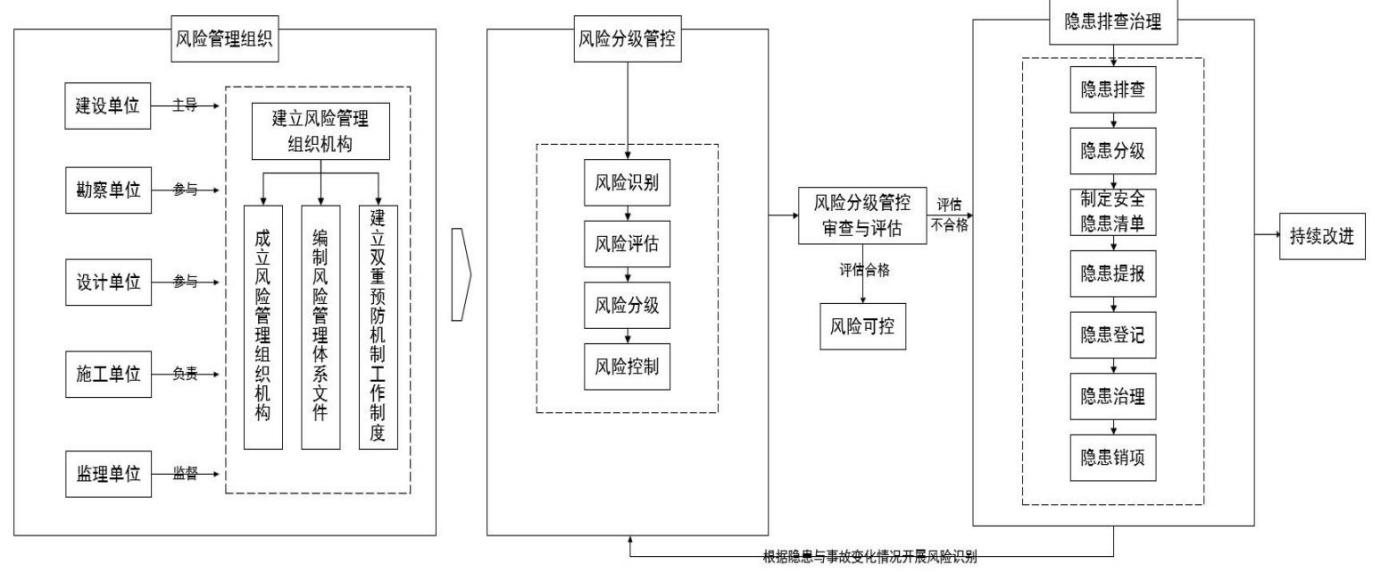 风险管理组织
建设单位
主导
勘察单位
参与
设计单位
参与
施工单位
负责
监理单位
监督
建立风险管理
组织机构
成立风险管理组织机构
编制风险管理体系文件
建立双重预防机制工作制度
风险分级管控
风险识别
风险评估
风险分级
风险控制
风险分级管控
审查与评估
评估合格
风险可控
评估
不合格
隐患排查治理
隐患排查
隐患分级
制定安全
隐患清单
隐患提报
隐患登记
隐患治理
隐患销项
持续改进
根据隐患与事故变化情况开展风险识别